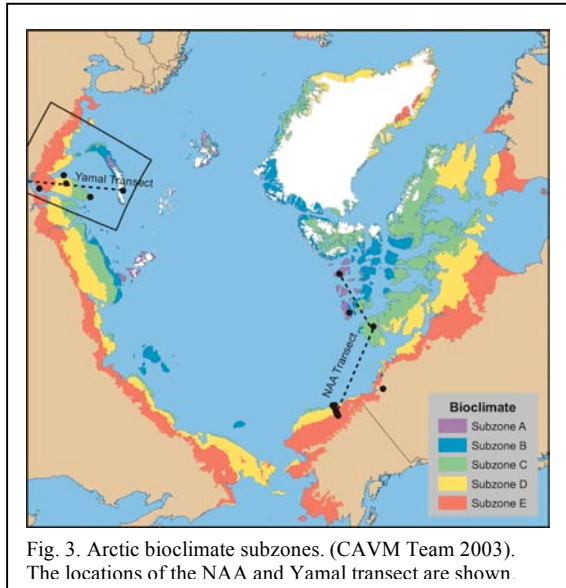 Yamal Transect
NAA Transect
Bioclimate
Subzone A
Subzone B
Subzone C
Subzone D
Subzone E
Fig. 3. Arctic bioclimate subzones. (CAVM Team 2003).
The locations of the NAA and Yamal transect are shown.